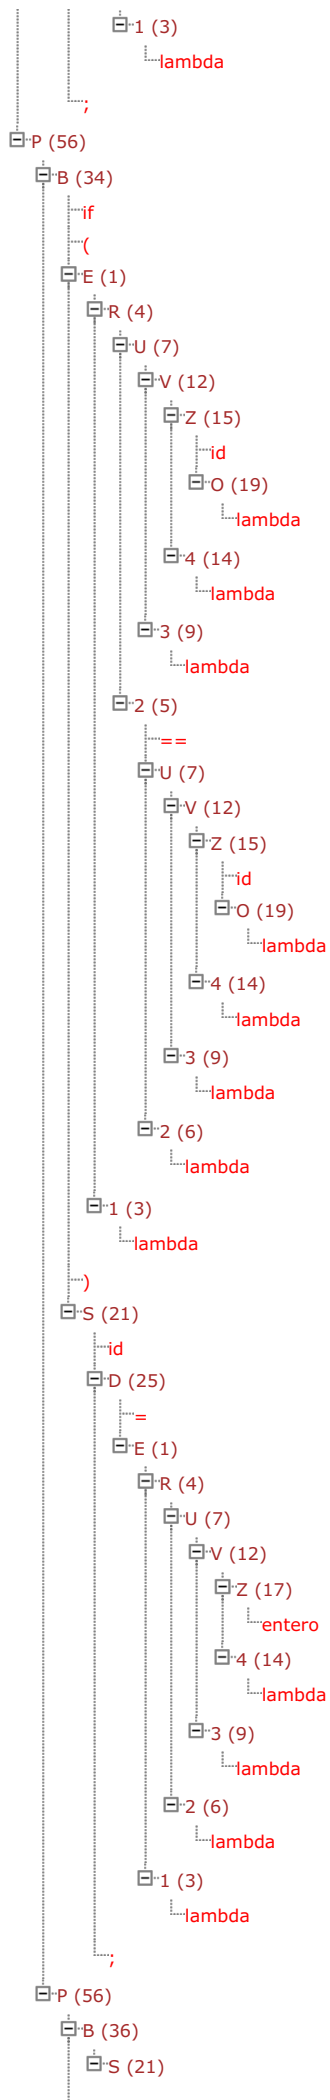 1 (3)
lambda
;
P (56)
B (34)
if
(
E (1)
R (4)
U (7)
V (12)
Z (15)
id
O (19)
lambda
4 (14)
lambda
3 (9)
lambda
2 (5)
==
U (7)
V (12)
Z (15)
id
O (19)
lambda
4 (14)
lambda
3 (9)
lambda
2 (6)
lambda
1 (3)
lambda
)
S (21)
id
D (25)
=
E (1)
R (4)
U (7)
V (12)
Z (17)
entero
4 (14)
lambda
3 (9)
lambda
2 (6)
lambda
1 (3)
lambda
;
P (56)
B (36)
S (21)